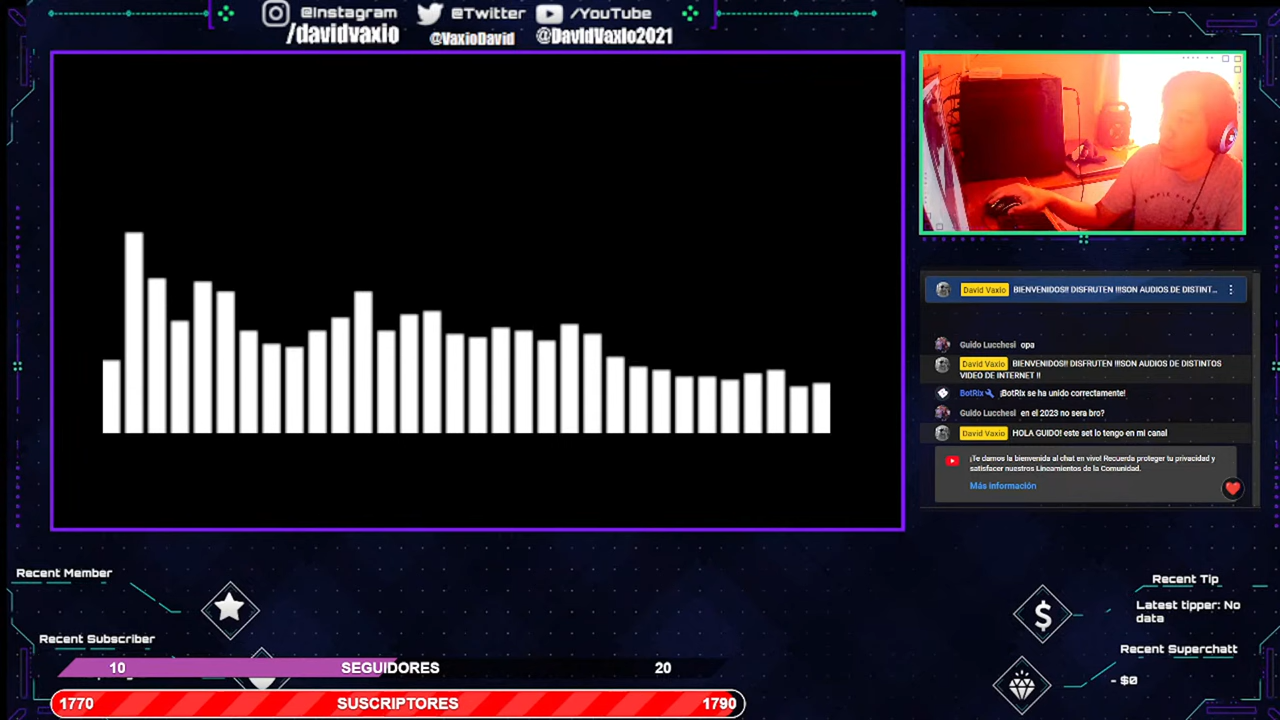 @Instagram
/davidvaxio
@Twitter
@VaxioDavid
/YouTube
@DavidVaxio2021
David Vaxio BIENVENIDOS!! DISFRUTEN !!!SON AUDIOS DE DISTINT...
Guido Lucchesi opa
David Vaxio BIENVENIDOS!! DISFRUTEN !!!SON AUDIOS DE DISTINTOS
VIDEO DE INTERNET !!
BotRix ¡BotRix se ha unido correctamente!
Guido Lucchesi en el 2023 no sera bro?
David Vaxio HOLA GUIDO! este set lo tengo en mi canal
¡Te damos la bienvenida al chat en vivo! Recuerda proteger tu privacidad y
satisfacer nuestros Lineamientos de la Comunidad.
Más información
Recent Member
Recent Subscriber
10 SEGUIDORES 20
1770 SUSCRIPTORES 1790
Recent Tip
Latest tipper: No
data
Recent Superchatt
- $0